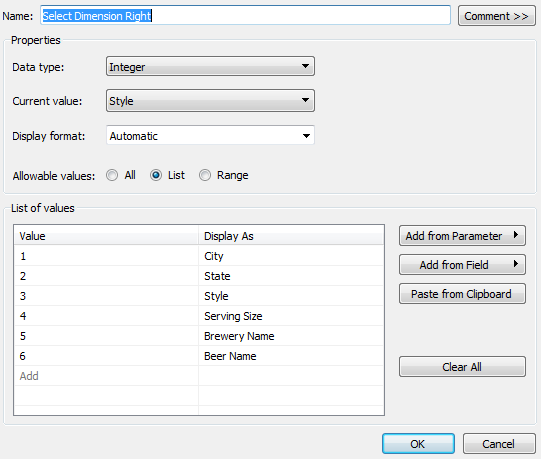 Name: Select Dimension Right Comment >>
Properties
Data type: Integer
Current value: Style
Display format: Automatic
Allowable values: All List Range
List of values
Value Display As Add from Parameter
1 City
2 State Add from Field
3 Style Paste from Clipboard
4 Serving Size
5 Brewery Name
6 Beer Name Clear All
Add
OK Cancel